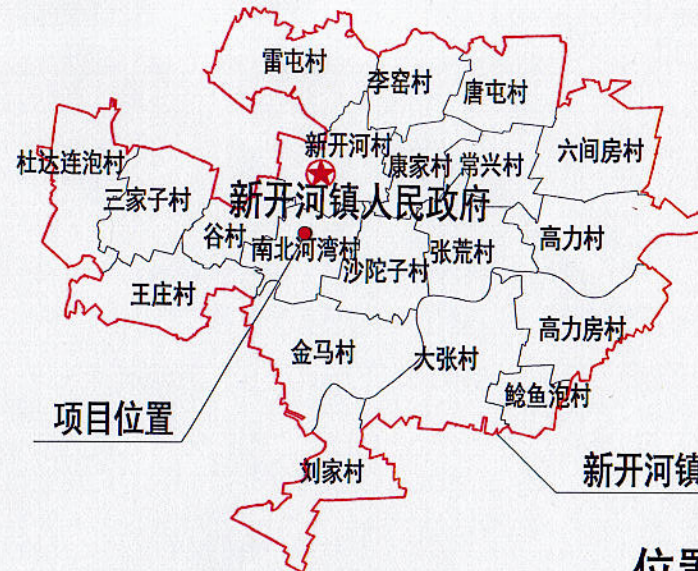 雷屯村
李窑村
唐屯村
新开河村
康家村
常兴村
六间房村
杜达连泡村
三家子村
新开河镇人民政府
谷村
南北河湾村
沙陀子村
张荒村
高力村
王庄村
金马村
大张村
高力房村
鲶鱼泡村
项目位置
刘家村
新开河镇
位置